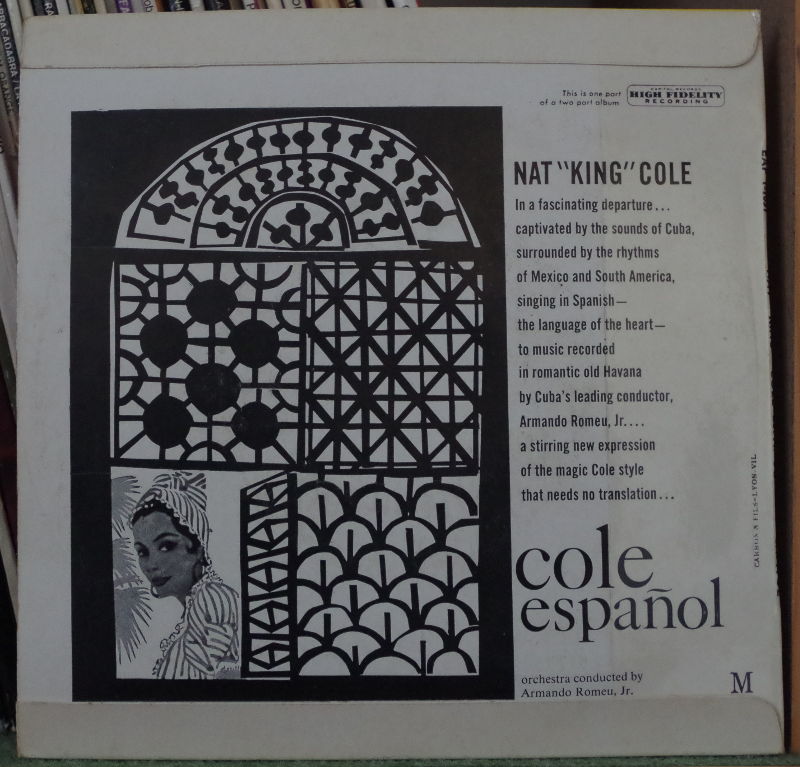 This is one part
of a two part album
CAPITOL RECORDS
HIGH FIDELITY
RECORDING
NAT "KING" COLE
In a fascinating departure...
captivated by the sounds of Cuba,
surrounded by the rhythms
of Mexico and South America,
singing in Spanish—
the language of the heart—
to music recorded
in romantic old Havana
by Cuba's leading conductor,
Armando Romeu, Jr....
a stirring new expression
of the magic Cole style
that needs no translation...
cole
español
orchestra conducted by
Armando Romeu, Jr.
M
ABRACADABRA